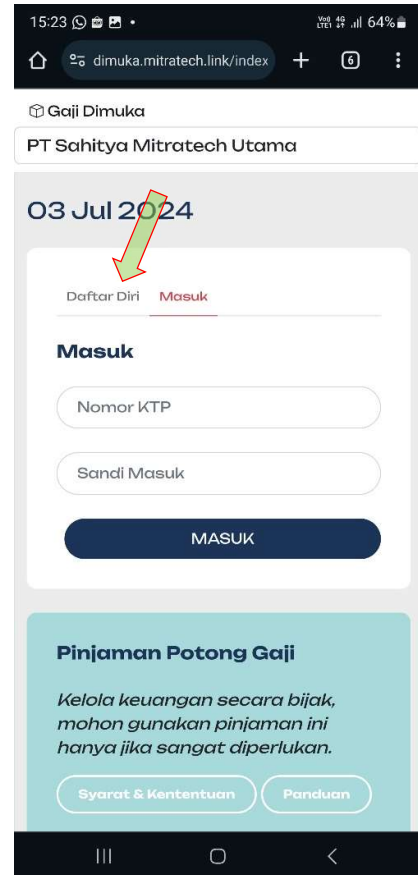 15:23 64%
dimuka.mitratech.link/index 6
Gaji Dimuka
PT Sahitya Mitratech Utama
03 Jul 2024
Daftar Diri Masuk
Masuk
Nomor KTP
Sandi Masuk
MASUK
Pinjaman Potong Gaji
Kelola keuangan secara bijak,
mohon gunakan pinjaman ini
hanya jika sangat diperlukan.
Syarat & Kententuan Panduan